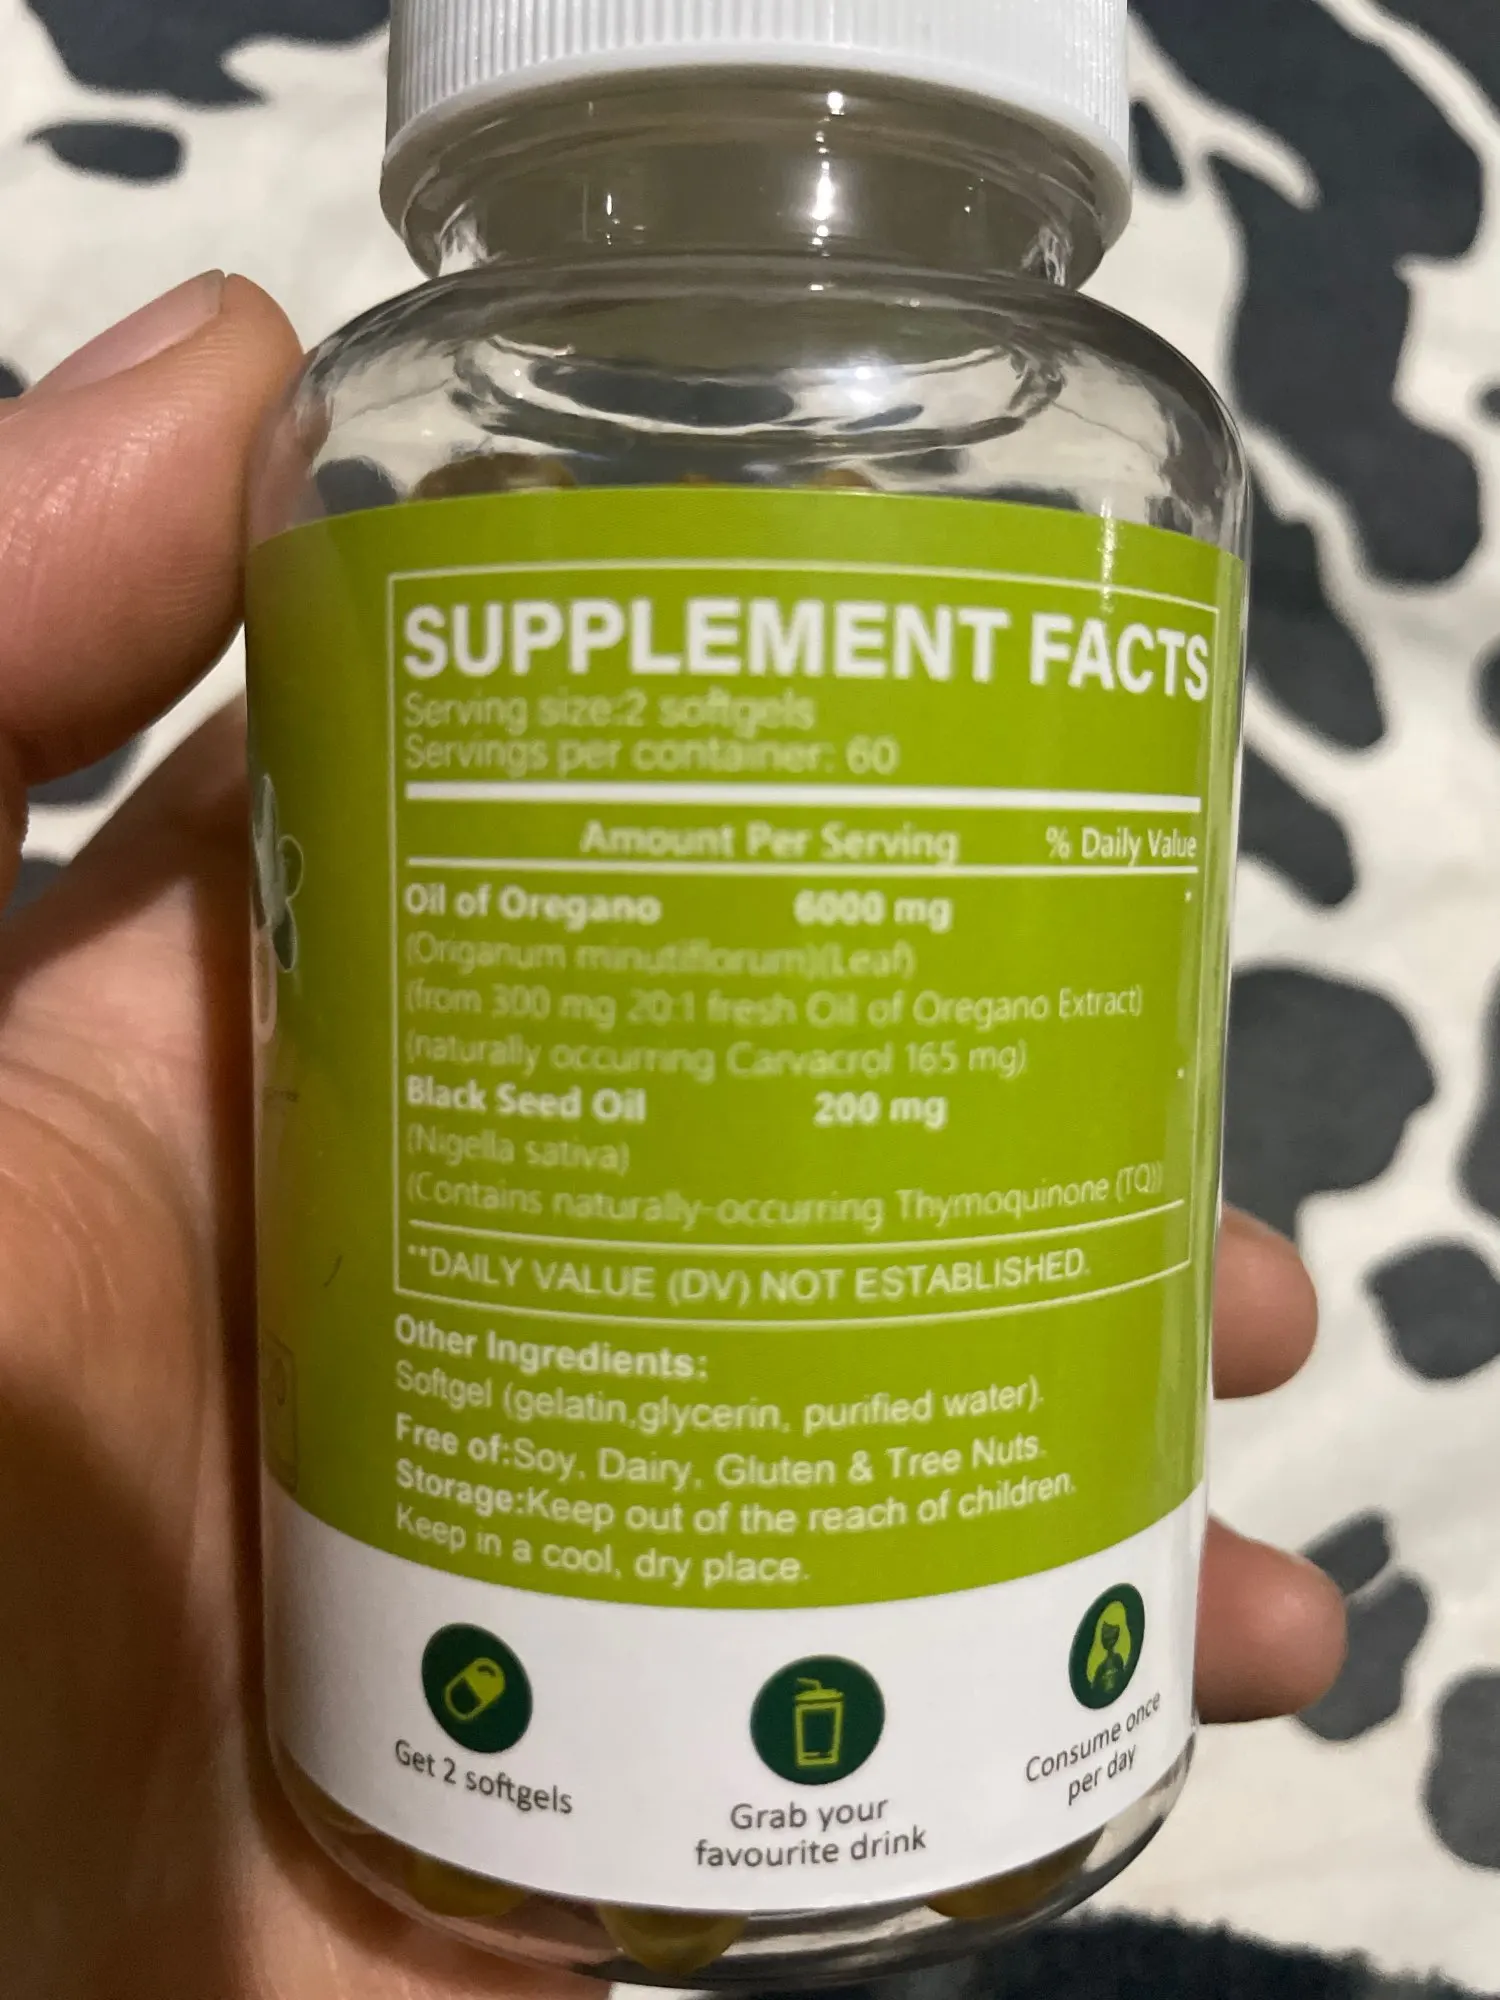 SUPPLEMENT FACTS
Serving size:2 softgels
Servings per container: 60
Amount Per Serving % Daily Value
Oil of Oregano 6000 mg
(Origanum minutiflorum)(Leaf)
(from 300 mg 20:1 fresh Oil of Oregano Extract)
(naturally occurring Carvacrol 165 mg)
Black Seed Oil 200 mg
(Nigella sativa)
(Contains naturally-occurring Thymoquinone (TQ))
**DAILY VALUE (DV) NOT ESTABLISHED.
Other Ingredients:
Softgel (gelatin,glycerin, purified water).
Free of:Soy, Dairy, Gluten & Tree Nuts.
Storage:Keep out of the reach of children.
Keep in a cool, dry place.
Get 2 softgels
Grab your
favourite drink
Consume once
per day